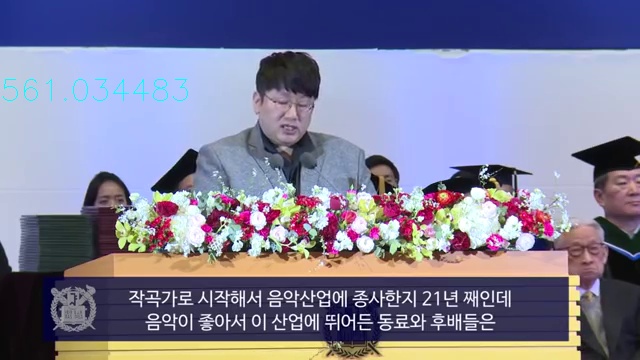 561.034483
작곡가로 시작해서 음악산업에 종사한지 21년 째인데
음악이 좋아서 이 산업에 뛰어든 동료와 후배들은